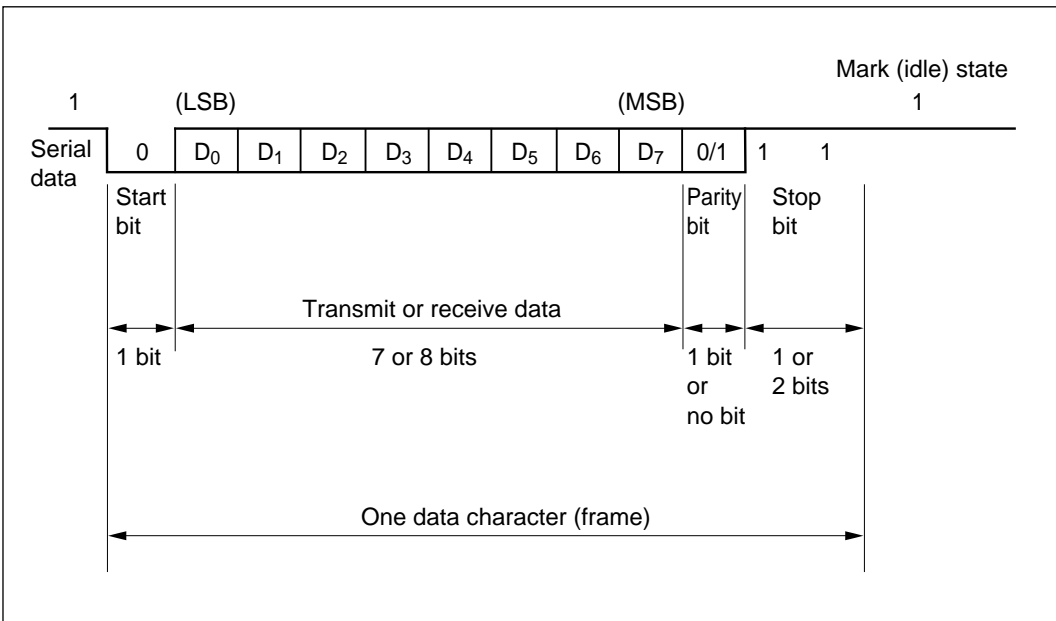 Mark (idle) state
1 (LSB) (MSB) 1
Serial data
0 D0 D1 D2 D3 D4 D5 D6 D7 0/1 1 1
Start bit
Parity bit
Stop bit
Transmit or receive data
1 bit
7 or 8 bits
1 bit or no bit
1 or 2 bits
One data character (frame)